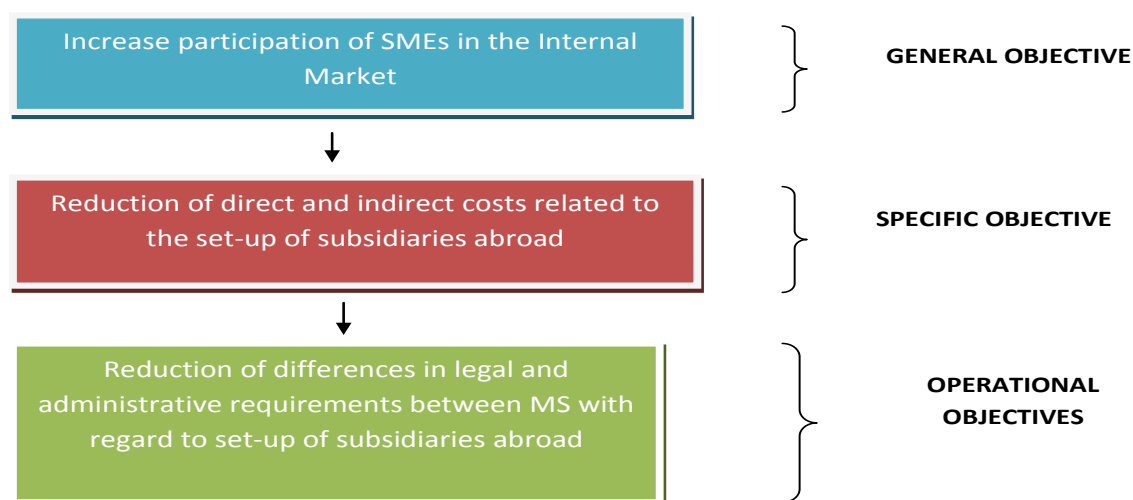 Increase participation of SMEs in the Internal
Market
GENERAL OBJECTIVE
Reduction of direct and indirect costs related to
the set-up of subsidiaries abroad
SPECIFIC OBJECTIVE
Reduction of differences in legal and
administrative requirements between MS with
regard to set-up of subsidiaries abroad
OPERATIONAL
OBJECTIVES